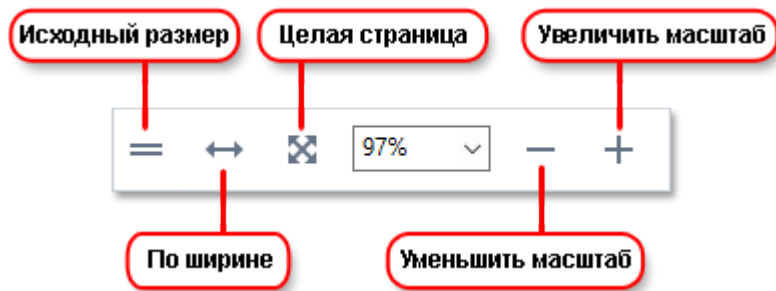 Исходный размер
Целая страница
Увеличить масштаб
97%
По ширине
Уменьшить масштаб